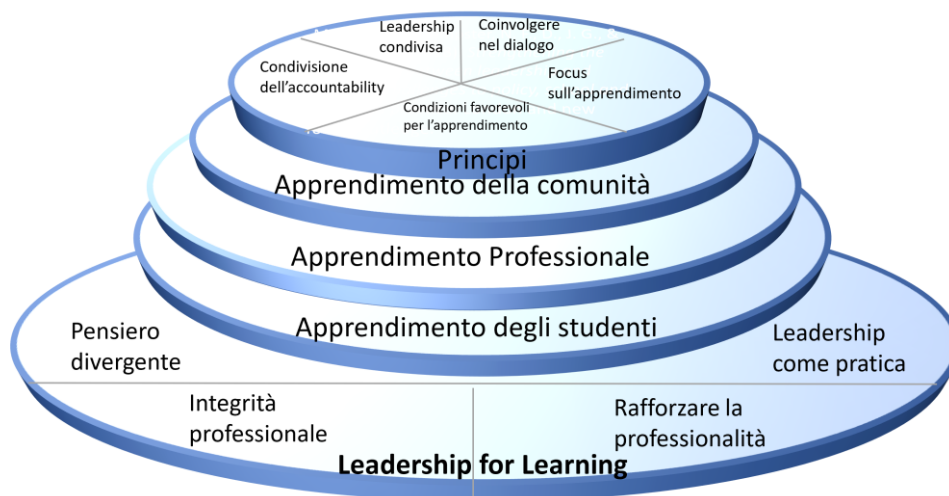 Leadership
condivisa
Coinvolgere
nel dialogo
Condivisione
dell'accountability
Focus
sull'apprendimento
Condizioni favorevoli
per l'apprendimento
Principi
Apprendimento della comunità
Apprendimento Professionale
Apprendimento degli studenti
Pensiero
divergente
Leadership
come pratica
Integrità
professionale
Rafforzare la
professionalità
Leadership for Learning